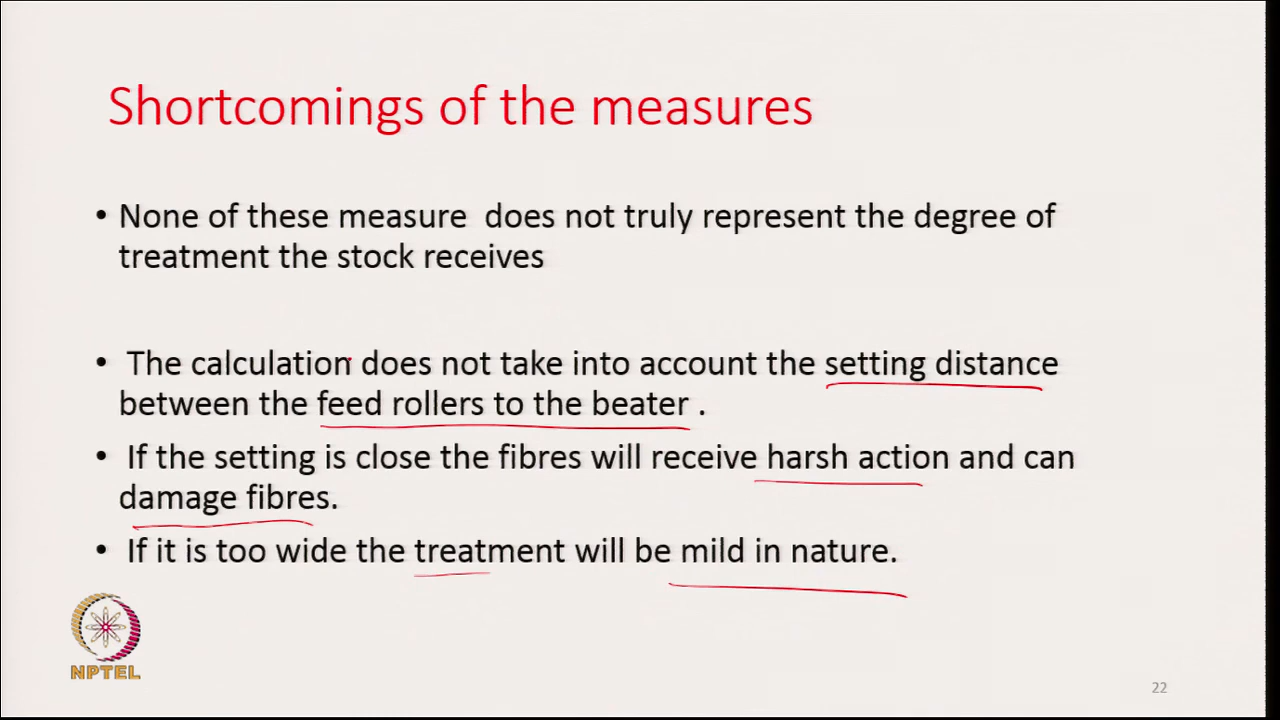 Shortcomings of the measures
• None of these measure does not truly represent the degree of
treatment the stock receives
• The calculation does not take into account the setting distance
between the feed rollers to the beater .
• If the setting is close the fibres will receive harsh action and can
damage fibres.
• If it is too wide the treatment will be mild in nature.
NPTEL
22